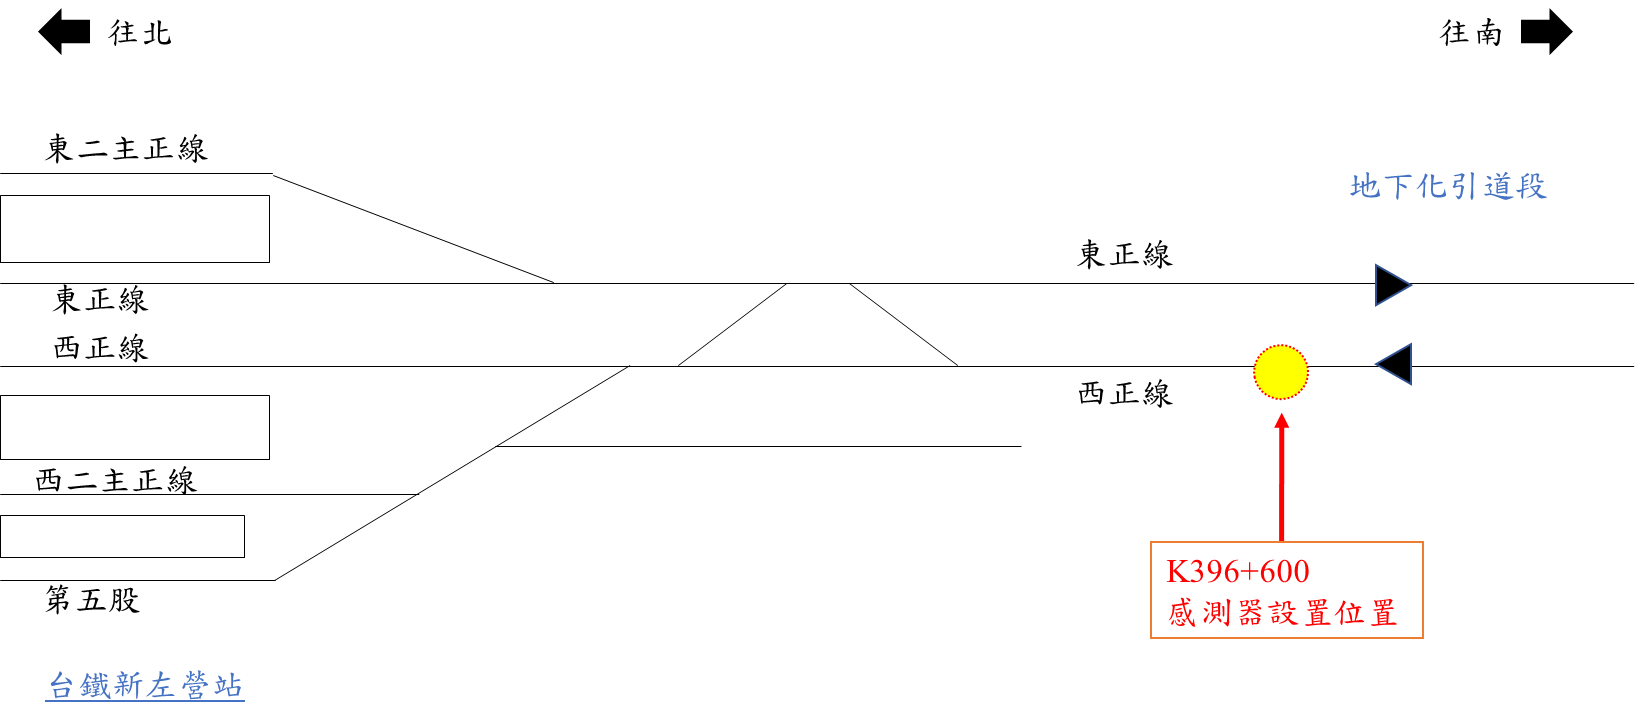 往北
往南
東二主正線
地下化引道段
東正線
東正線
西正線
西正線
西二主正線
K396+600
感測器設置位置
第五股
台鐵新左營站